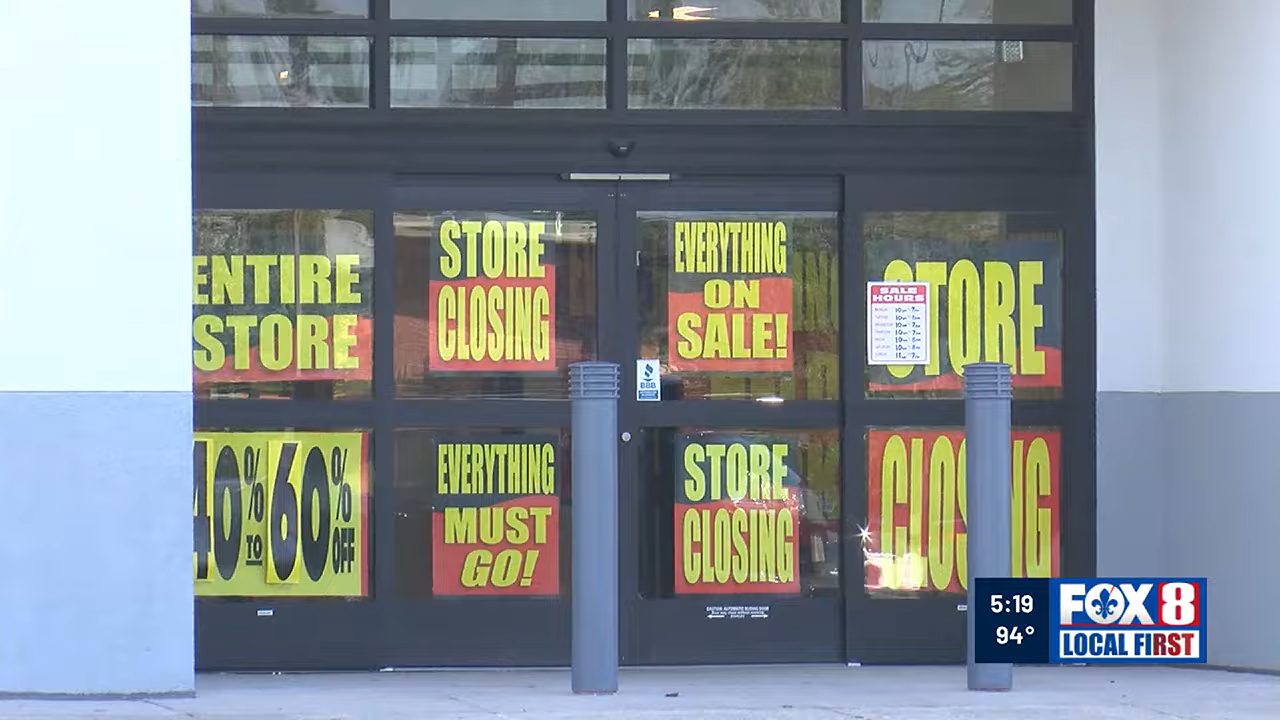 ENTIRE
STORE
40% TO 60% OFF
STORE
CLOSING
EVERYTHING
MUST
GO!
EVERYTHING
ON
SALE!
BBB
STORE
CLOSING
STORE
CLOSING
SALE
HOURS
5:19
94°
FOX 8
LOCAL FIRST